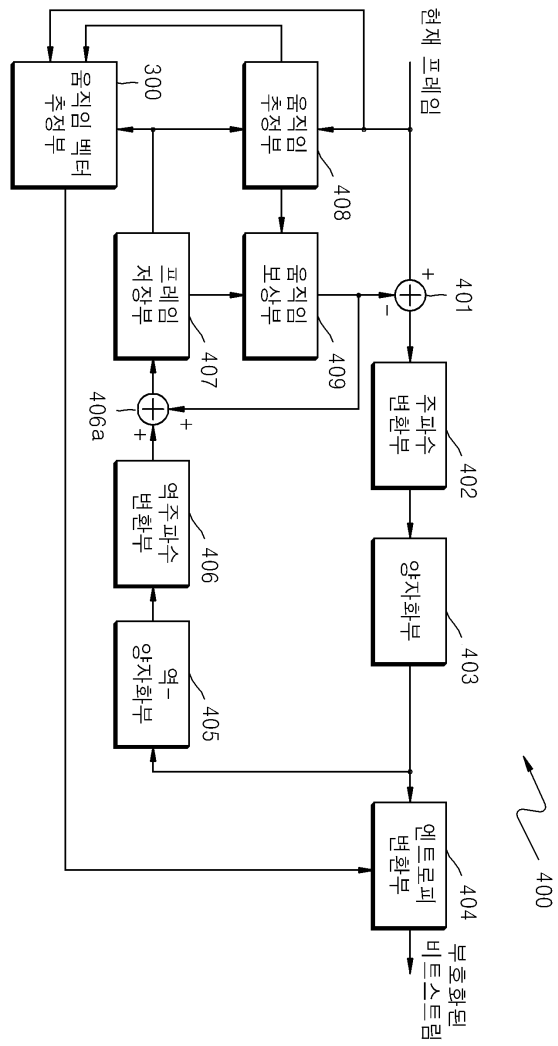 400
현재 프레임
+
-
401
주파수
변환부
402
양자화부
403
엔트로피
변환부
404
부호화된
비트스트림
움직임
추정부
408
움직임
보상부
409
움직임 벡터
추정부
300
프레임
저장부
407
+
+
406a
역주파수
변환부
406
역-
양자화부
405